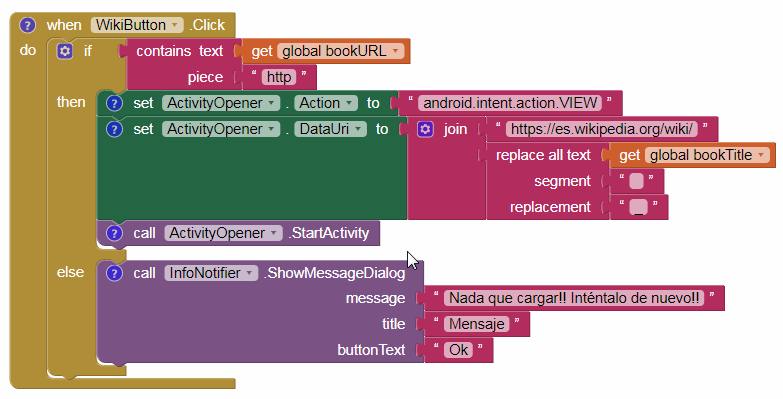 ? when WikiButton .Click
do if contains text get global bookURL
piece “ http ”
then ? set ActivityOpener . Action to “ android.intent.action.VIEW ”
? set ActivityOpener . DataUri to join “ https://es.wikipedia.org/wiki/ ”
replace all text get global bookTitle
segment “ ”
replacement “ _ ”
? call ActivityOpener .StartActivity
else ? call InfoNotifier .ShowMessageDialog
message “ Nada que cargar!! Inténtalo de nuevo!! ”
title “ Mensaje ”
buttonText “ Ok ”